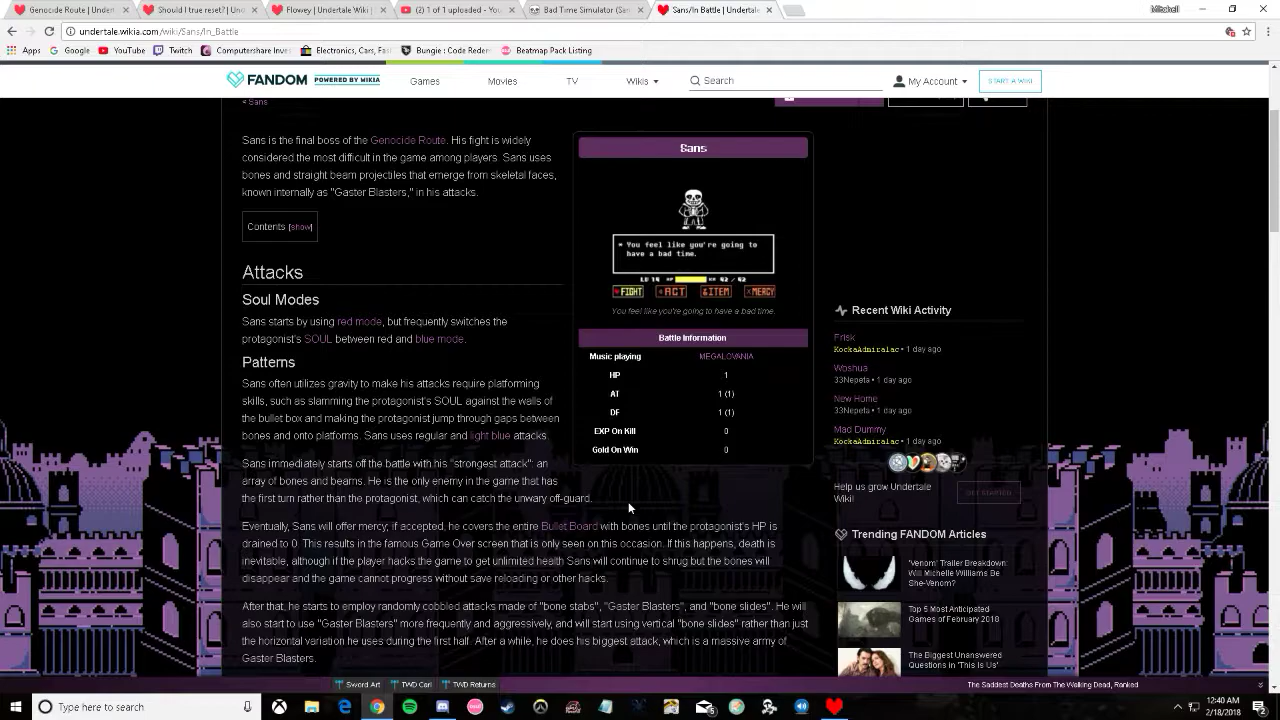 Genocide Route | Underta
Should I true reset? | Un
Flowey | Undertale Wiki |
(2) 1 of 1 uploaded - You
Bad Time Simulator (San
Sans/In Battle | Undertale
Mitchell
undertale.wikia.com/wiki/Sans/In_Battle
Apps Google YouTube Twitch Computershare Inves Electronics, Cars, Fas Bungie : Code Redem Beatmap Pack Listing
FANDOM POWERED BY WIKIA Games Movies TV Wikis Search My Account START A WIKI
< Sans
Sans is the final boss of the Genocide Route. His fight is widely
considered the most difficult in the game among players. Sans uses
bones and straight beam projectiles that emerge from skeletal faces,
known internally as "Gaster Blasters," in his attacks.
Contents [show]
Attacks
Soul Modes
Sans starts by using red mode, but frequently switches the
protagonist's SOUL between red and blue mode.
Patterns
Sans often utilizes gravity to make his attacks require platforming
skills, such as slamming the protagonist's SOUL against the walls of
the bullet box and making the protagonist jump through gaps between
bones and onto platforms. Sans uses regular and light blue attacks.
Sans immediately starts off the battle with his "strongest attack": an
array of bones and beams. He is the only enemy in the game that has
the first turn rather than the protagonist, which can catch the unwary off-guard.
Eventually, Sans will offer mercy; if accepted, he covers the entire Bullet Board with bones until the protagonist's HP is
drained to 0. This results in the famous Game Over screen that is only seen on this occasion. If this happens, death is
inevitable, although if the player hacks the game to get unlimited health Sans will continue to shrug but the bones will
disappear and the game cannot progress without save reloading or other hacks.
After that, he starts to employ randomly cobbled attacks made of "bone stabs", "Gaster Blasters", and "bone slides". He will
also start to use "Gaster Blasters" more frequently and aggressively, and will start using vertical "bone slides" rather than just
the horizontal variation he uses during the first half. After a while, he does his biggest attack, which is a massive array of
Gaster Blasters.
Sans
* You feel like you're going to
have a bad time.
LV 19 HP KR 92 / 92
FIGHT ACT ITEM MERCY
You feel like you're going to have a bad time.
Battle Information
Music playing MEGALOVANIA
HP 1
AT 1 (1)
DF 1 (1)
EXP On Kill 0
Gold On Win 0
Recent Wiki Activity
Frisk
KockaAdmiralac • 1 day ago
Woshua
33Nepeta • 1 day ago
New Home
33Nepeta • 1 day ago
Mad Dummy
KockaAdmiralac • 1 day ago
Help us grow Undertale
Wiki!
GET STARTED
Trending FANDOM Articles
'Venom' Trailer Breakdown:
Will Michelle Williams Be
She-Venom?
Top 5 Most Anticipated
Games of February 2018
The Biggest Unanswered
Questions in 'This Is Us'
Sword Art TWD Carl TWD Returns The Saddest Deaths From The Walking Dead, Ranked
Type here to search
12:40 AM
2/18/2018